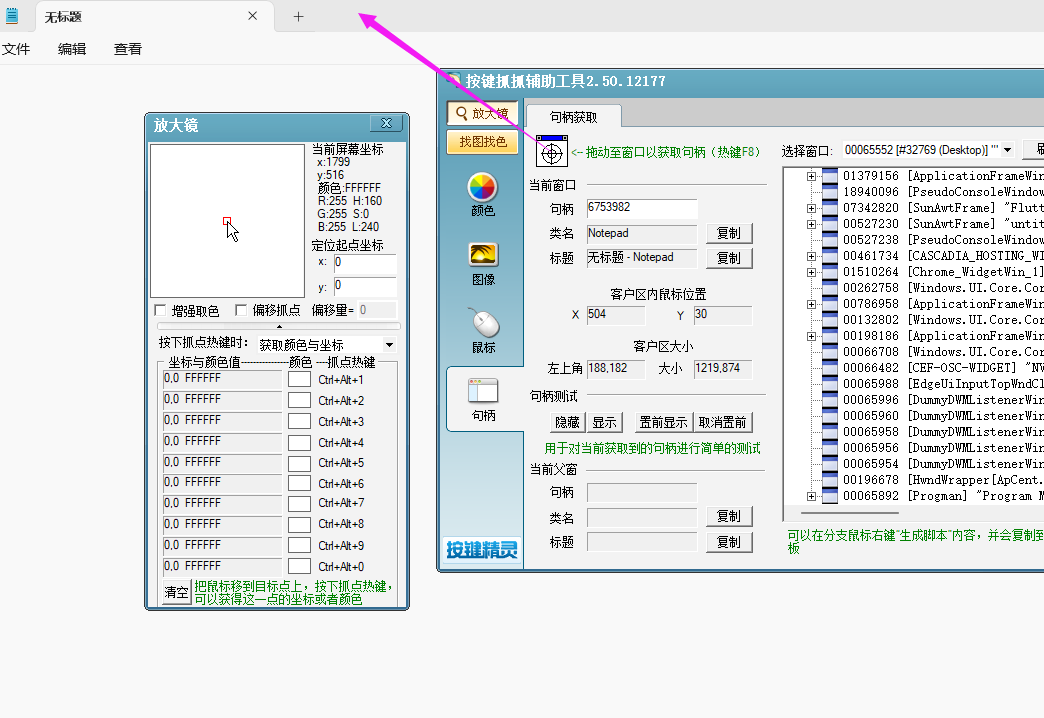 无标题
文件 编辑 查看
按键抓抓辅助工具2.50.12177
放大镜
找图找色
颜色
图像
鼠标
句柄
按键精灵
放大镜
当前屏幕坐标
x:1799
y:516
颜色:FFFFFF
R:255 H:160
G:255 S:0
B:255 L:240
定位起点坐标
x: 0
y: 0
增强取色 偏移抓点 偏移量= 0
按下抓点热键时: 获取颜色与坐标
坐标与颜色值 颜色 抓点热键
0,0 FFFFFF Ctrl+Alt+1
0,0 FFFFFF Ctrl+Alt+2
0,0 FFFFFF Ctrl+Alt+3
0,0 FFFFFF Ctrl+Alt+4
0,0 FFFFFF Ctrl+Alt+5
0,0 FFFFFF Ctrl+Alt+6
0,0 FFFFFF Ctrl+Alt+7
0,0 FFFFFF Ctrl+Alt+8
0,0 FFFFFF Ctrl+Alt+9
0,0 FFFFFF Ctrl+Alt+0
清空 把鼠标移到目标点上，按下抓点热键，
可以获得这一点的坐标或者颜色
句柄获取
<-拖动至窗口以获取句柄（热键F8）
当前窗口
句柄 6753982
类名 Notepad 复制
标题 无标题 - Notepad 复制
客户区内鼠标位置
X 504 Y 30
客户区大小
左上角 188,182 大小 1219,874
句柄测试
隐藏 显示 置前显示 取消置前
用于对当前获取到的句柄进行简单的测试
当前父窗
句柄
类名 复制
标题 复制
选择窗口: 00065552 [#32769 (Desktop)] "" 
01379156 [ApplicationFrameWin
18940096 [PseudoConsoleWindow
07342820 [SunAwtFrame] "Flutt
00527230 [SunAwtFrame] "untit
00527238 [PseudoConsoleWindow
00461734 [CASCADIA_HOSTING_WI
01510264 [Chrome_WidgetWin_1]
00262758 [Windows.UI.Core.Cor
00786958 [ApplicationFrameWin
00132802 [Windows.UI.Core.Cor
00198186 [ApplicationFrameWin
00066708 [Windows.UI.Core.Cor
00066482 [CEF-OSC-WIDGET] "NV
00065988 [EdgeUiInputTopWndCl
00065996 [DummyDWMListenerWin
00065960 [DummyDWMListenerWin
00065958 [DummyDWMListenerWin
00065956 [DummyDWMListenerWin
00065954 [DummyDWMListenerWin
00196678 [HwndWrapper[ApCent.
00065892 [Progman] "Program M
可以在分支鼠标右键"生成脚本"内容，并会复制到
板